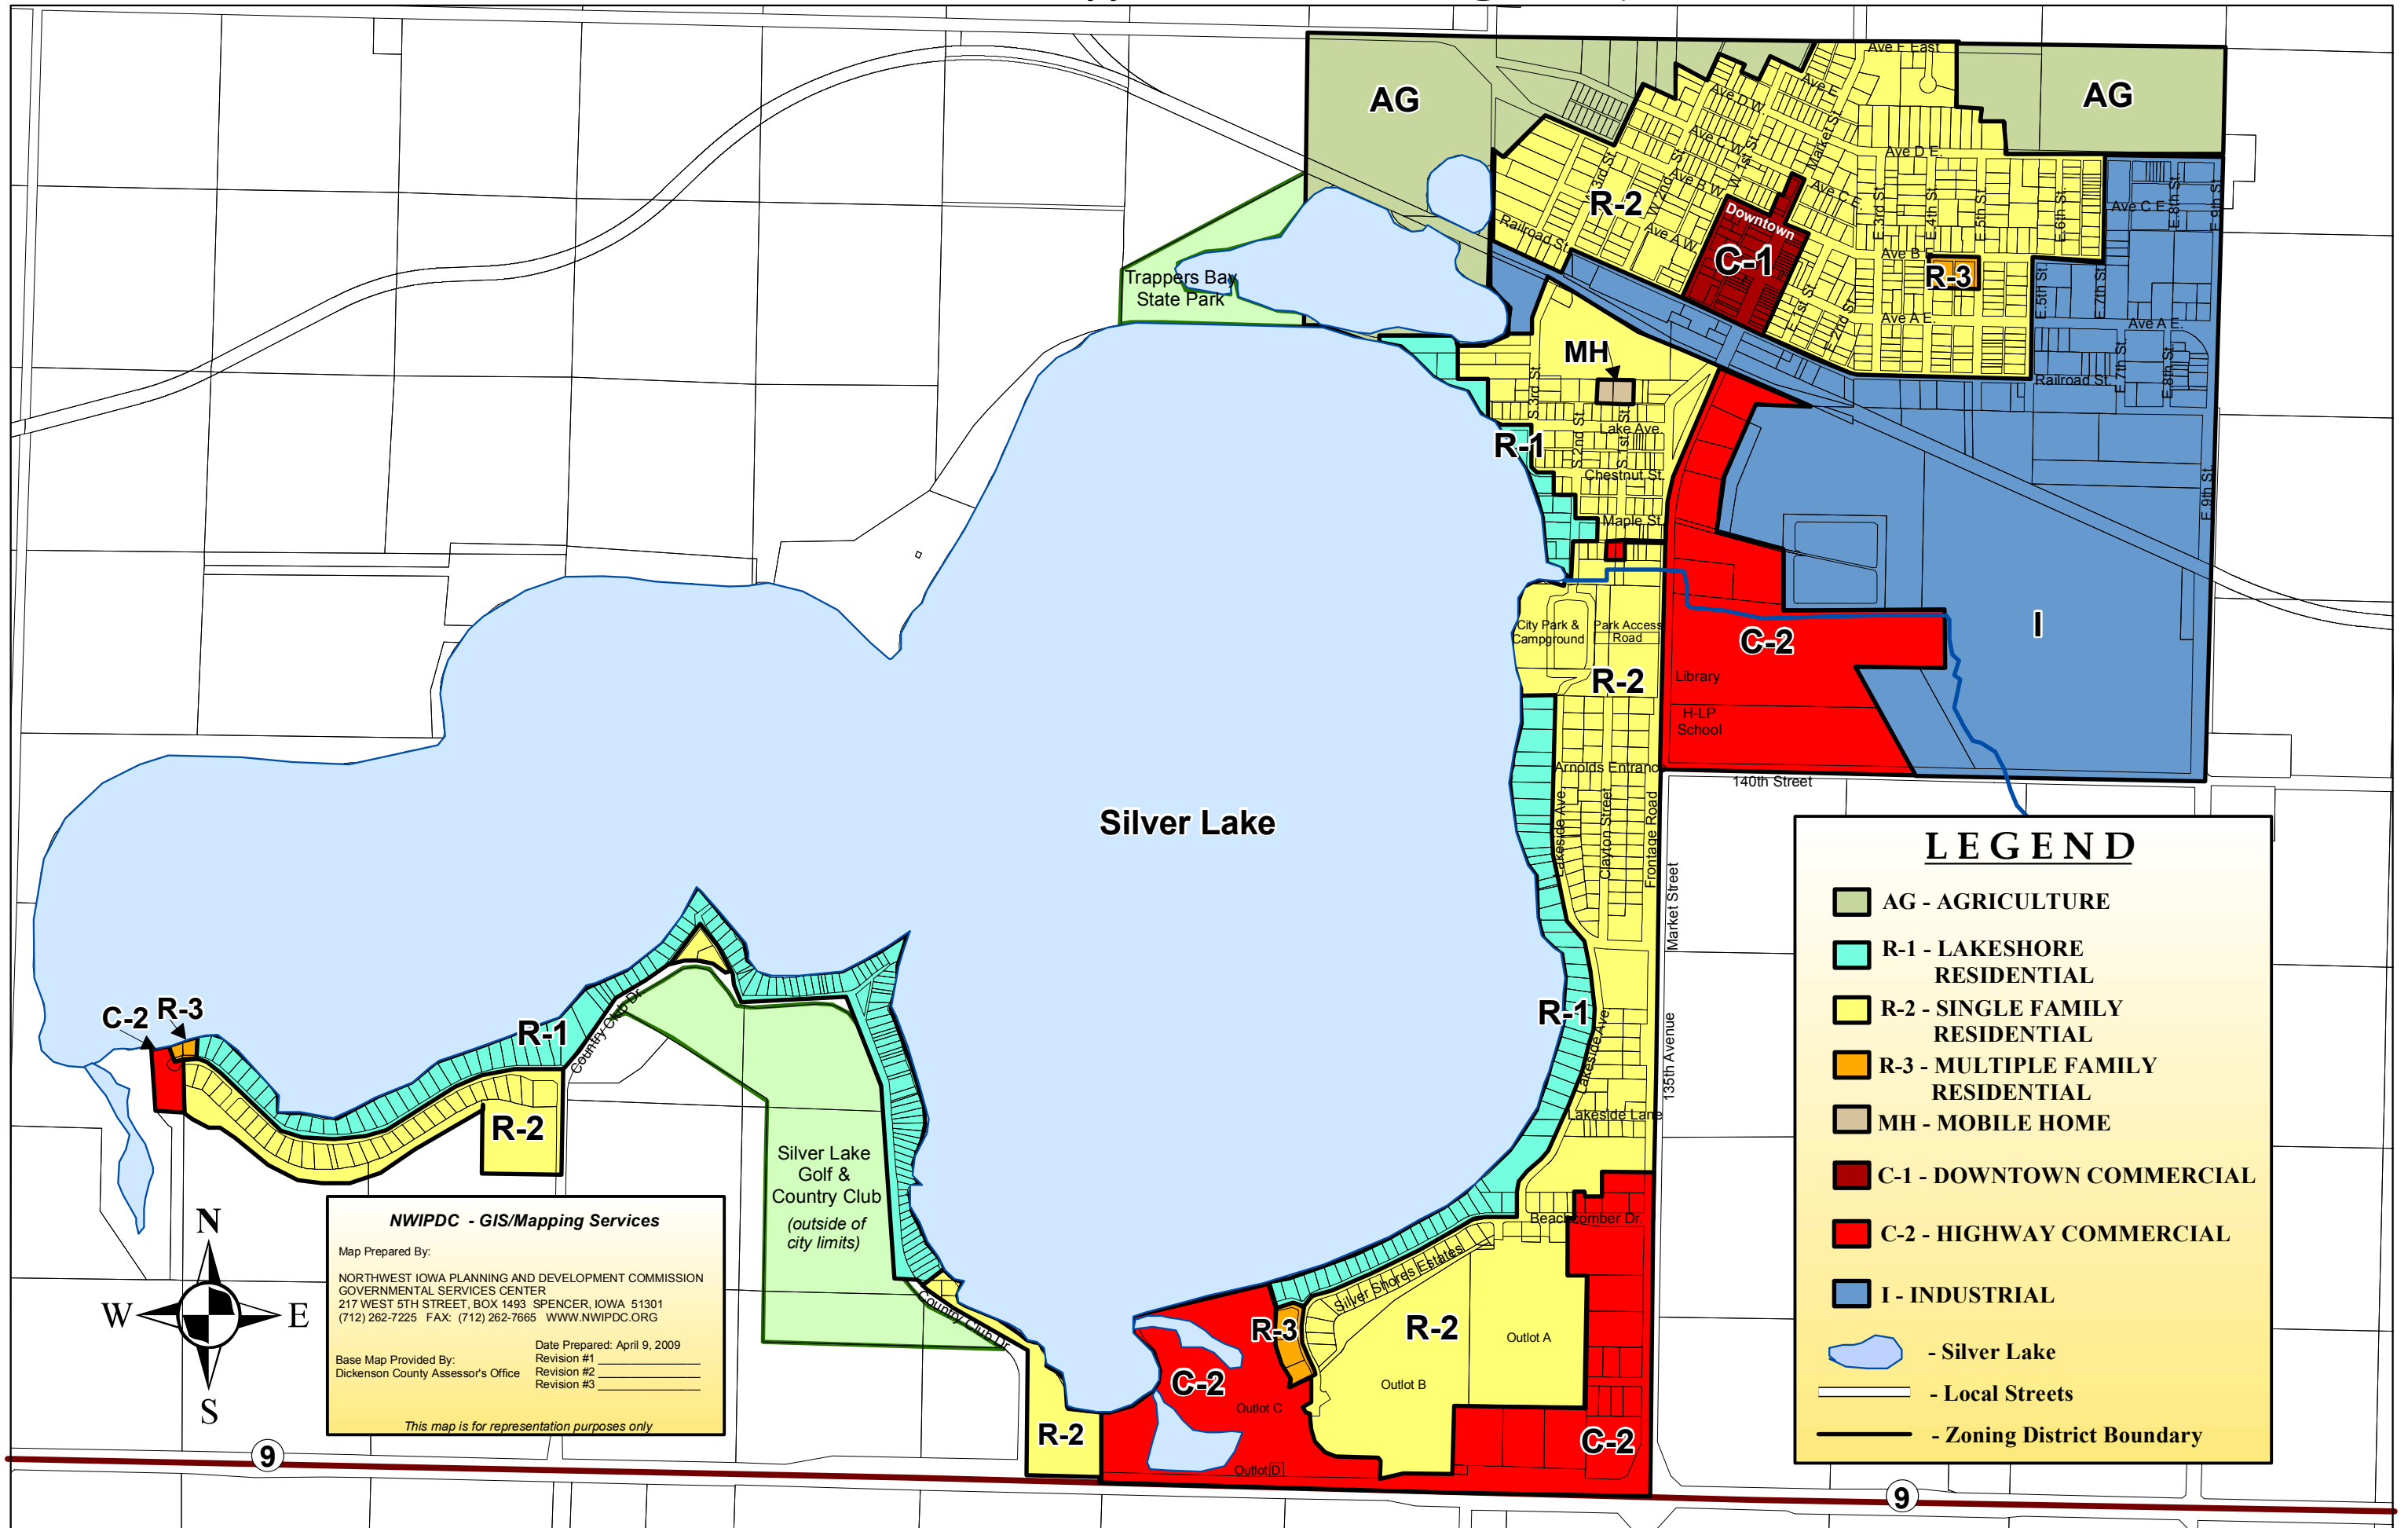 AG
AG
Ave F East
Ave E
Ave D W
Market St.
Ave C W
W 1st St.
Ave D E.
3rd St.
W 2nd St.
Ave B W
Ave C E.
E.3rd St.
E.4th St.
E.5th St.
E.6th St.
Ave C E
E.8th St.
E.9th St.
R-2
Railroad St.
Ave A W
Downtown
C-1
Ave B E
R-3
E 1st St
E 2nd St.
Ave A E.
E.5th St.
E.7th St.
Ave A E.
Railroad St.
E.7th St.
E.8th St.
E.9th St.
Trappers Bay
State Park
MH
S.3rd St.
S.2nd St.
S.1st St.
Lake Ave.
R-1
Chestnut St.
Maple St.
City Park &
Campground
Park Access
Road
R-2
C-2
I
Library
H-LP
School
Arnolds Entrance
140th Street
Lakeside Ave.
Clayton Street
Frontage Road
Market Street
Silver Lake
R-1
Lakeside Ave.
135th Avenue
Lakeside Lane
Beachcomber Dr.
C-2
R-3
R-1
Country Club Dr.
R-2
Silver Lake
Golf &
Country Club
(outside of
city limits)
Country Club Dr.
Silver Shores Estates
R-3
R-2
Outlot A
Outlot B
C-2
Outlot C
R-2
Outlot D
C-2
9
9
N
W
E
S
NWIPDC - GIS/Mapping Services
Map Prepared By:
NORTHWEST IOWA PLANNING AND DEVELOPMENT COMMISSION
GOVERNMENTAL SERVICES CENTER
217 WEST 5TH STREET, BOX 1493 SPENCER, IOWA 51301
(712) 262-7225 FAX: (712) 262-7665 WWW.NWIPDC.ORG
Date Prepared: April 9, 2009
Base Map Provided By:
Dickenson County Assessor's Office
Revision #1
Revision #2
Revision #3
This map is for representation purposes only
LEGEND
AG - AGRICULTURE
R-1 - LAKESHORE
RESIDENTIAL
R-2 - SINGLE FAMILY
RESIDENTIAL
R-3 - MULTIPLE FAMILY
RESIDENTIAL
MH - MOBILE HOME
C-1 - DOWNTOWN COMMERCIAL
C-2 - HIGHWAY COMMERCIAL
I - INDUSTRIAL
- Silver Lake
- Local Streets
- Zoning District Boundary